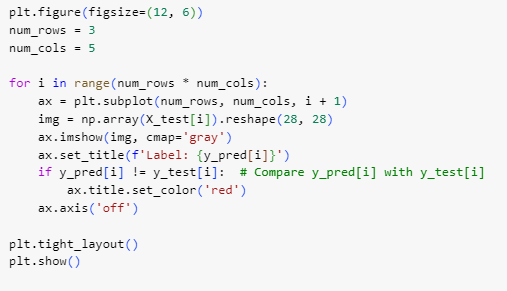 plt.figure(figsize=(12, 6))
num_rows = 3
num_cols = 5

for i in range(num_rows * num_cols):
    ax = plt.subplot(num_rows, num_cols, i + 1)
    img = np.array(X_test[i]).reshape(28, 28)
    ax.imshow(img, cmap='gray')
    ax.set_title(f'Label: {y_pred[i]}')
    if y_pred[i] != y_test[i]:  # Compare y_pred[i] with y_test[i]
        ax.title.set_color('red')
    ax.axis('off')

plt.tight_layout()
plt.show()